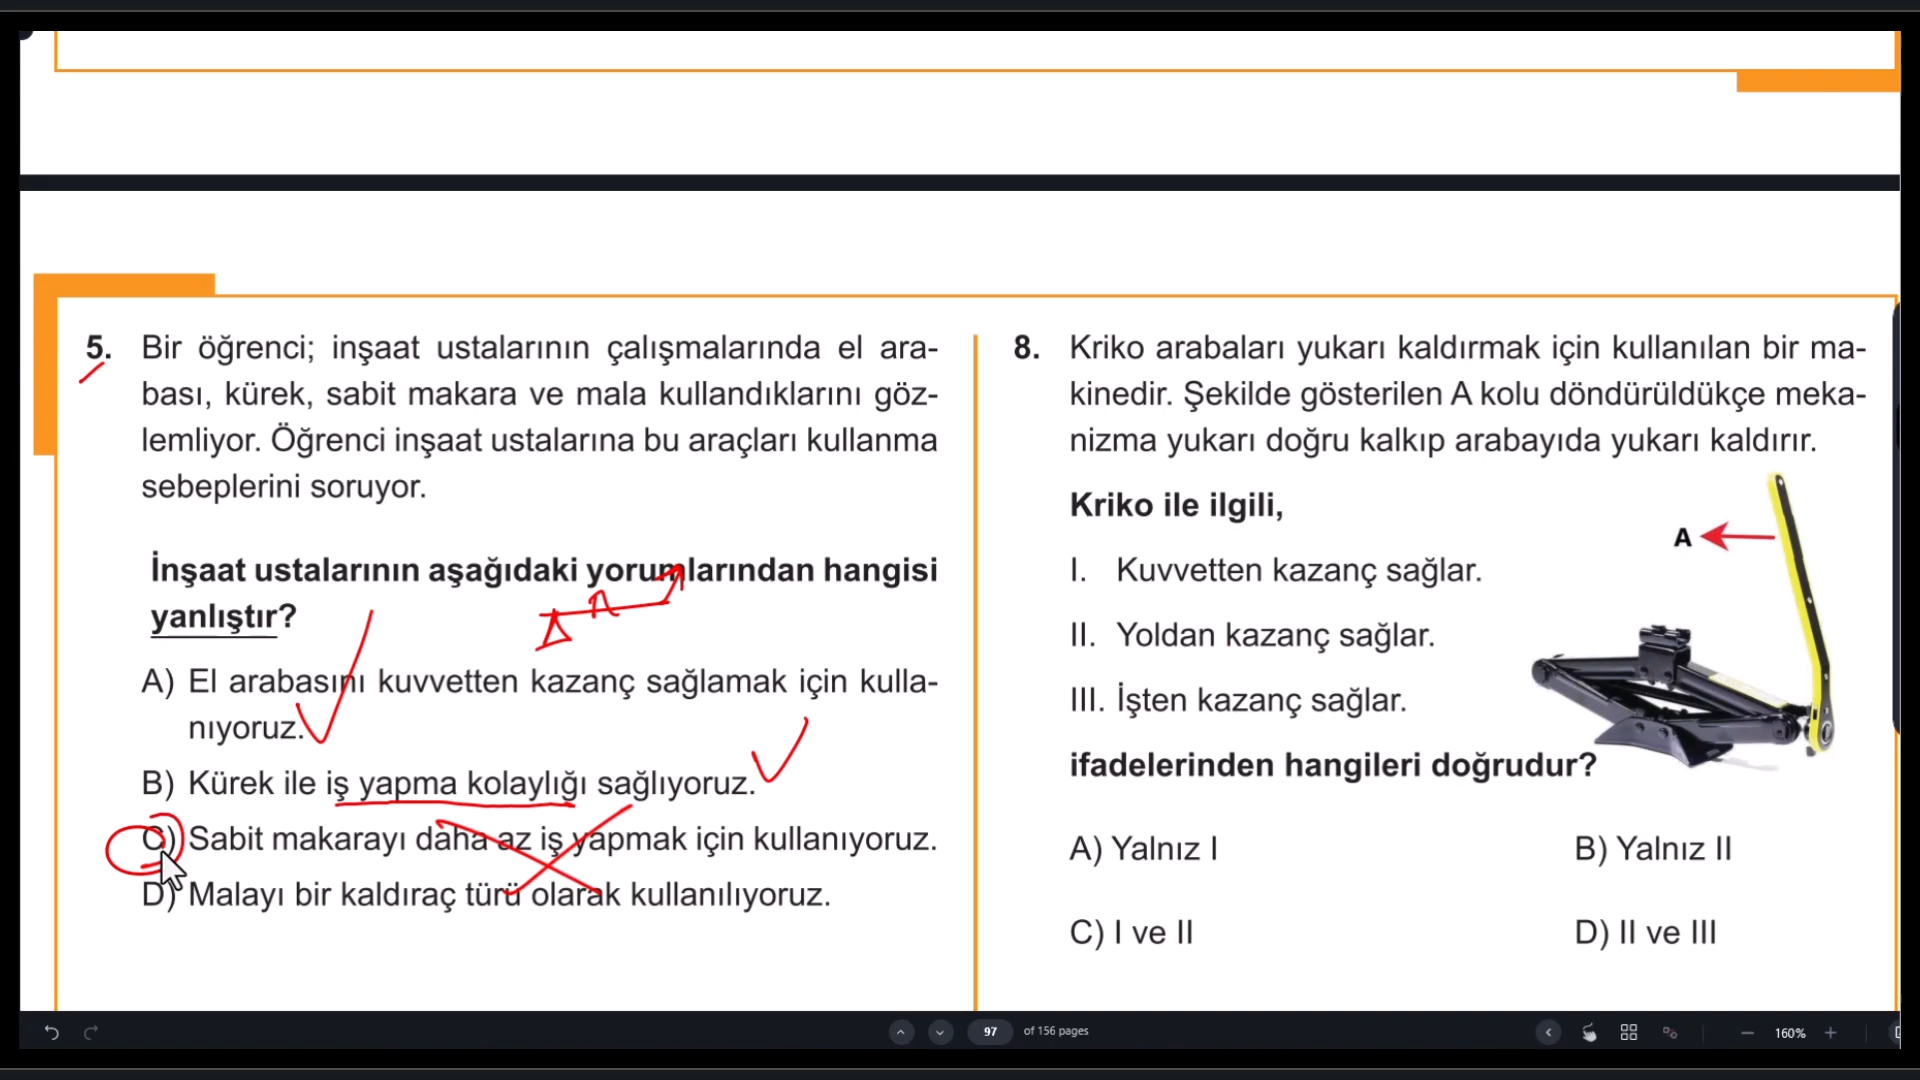 5. Bir öğrenci; inşaat ustalarının çalışmalarında el ara-
bası, kürek, sabit makara ve mala kullandıklarını göz-
lemliyor. Öğrenci inşaat ustalarına bu araçları kullanma
sebeplerini soruyor.
İnşaat ustalarının aşağıdaki yorumlarından hangisi
yanlıştır?
A) El arabasını kuvvetten kazanç sağlamak için kulla-
nıyoruz.
B) Kürek ile iş yapma kolaylığı sağlıyoruz.
C) Sabit makarayı daha az iş yapmak için kullanıyoruz.
D) Malayı bir kaldıraç türü olarak kullanılıyoruz.
8. Kriko arabaları yukarı kaldırmak için kullanılan bir ma-
kinedir. Şekilde gösterilen A kolu döndürüldükçe meka-
nizma yukarı doğru kalkıp arabayıda yukarı kaldırır.
Kriko ile ilgili,
A
I. Kuvvetten kazanç sağlar.
II. Yoldan kazanç sağlar.
III. İşten kazanç sağlar.
ifadelerinden hangileri doğrudur?
A) Yalnız I
B) Yalnız II
C) I ve II
D) II ve III
97 of 156 pages
160%